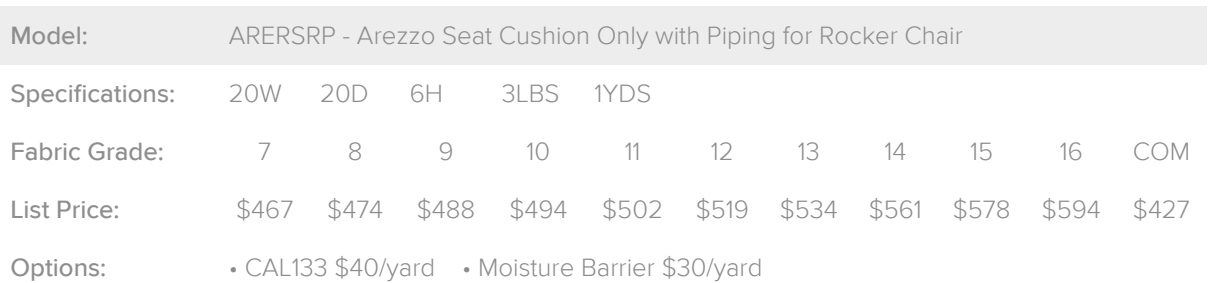 Model: ARERSRP - Arezzo Seat Cushion Only with Piping for Rocker Chair
Specifications: 20W 20D 6H 3LBS 1YDS
Fabric Grade: 7 8 9 10 11 12 13 14 15 16 COM
List Price: $467 $474 $488 $494 $502 $519 $534 $561 $578 $594 $427
Options: • CAL133 $40/yard • Moisture Barrier $30/yard